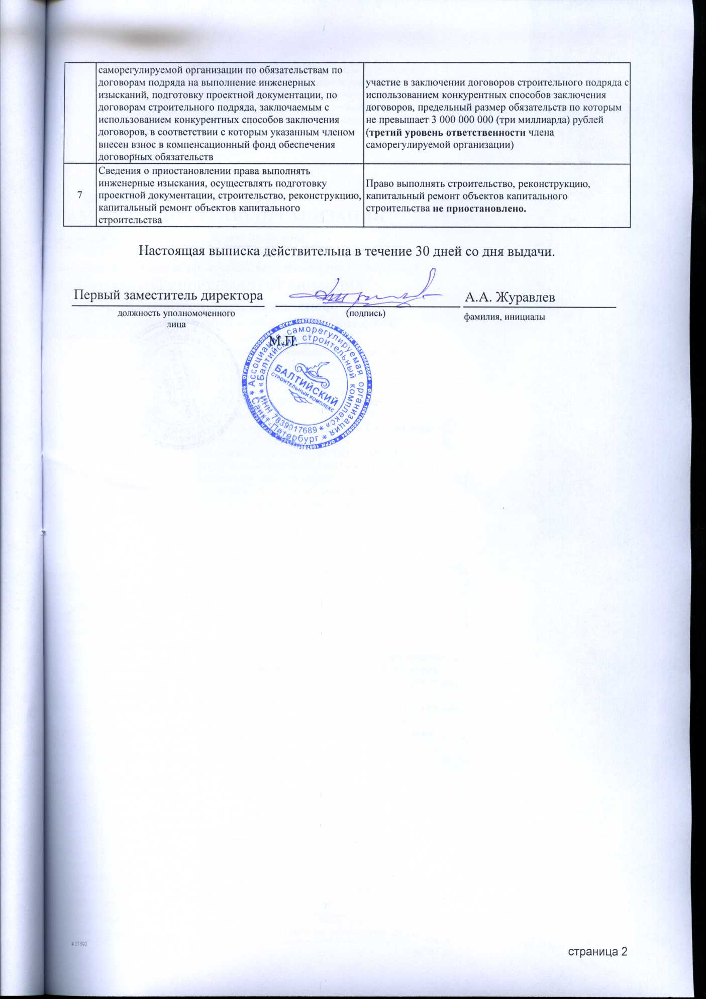 саморегулируемой организации по обязательствам по
договорам подряда на выполнение инженерных
изысканий, подготовку проектной документации, по
договорам строительного подряда, заключаемым с
использованием конкурентных способов заключения
договоров, в соответствии с которым указанным членом
внесен взнос в компенсационный фонд обеспечения
договорных обязательств
участие в заключении договоров строительного подряда с
использованием конкурентных способов заключения
договоров, предельный размер обязательств по которым
не превышает 3 000 000 000 (три миллиарда) рублей
(третий уровень ответственности члена
саморегулируемой организации)
7
Сведения о приостановлении права выполнять
инженерные изыскания, осуществлять подготовку
проектной документации, строительство, реконструкцию,
капитальный ремонт объектов капитального
строительства
Право выполнять строительство, реконструкцию,
капитальный ремонт объектов капитального
строительства не приостановлено.
Настоящая выписка действительна в течение 30 дней со дня выдачи.
Первый заместитель директора
А.А. Журавлев
должность уполномоченного
лица
(подпись)
фамилия, инициалы
М.П.
ОГРН 1087800006084 * ОГРН 1087800006084 * ОГРН 1087800006084
* Ассоциация саморегулируемая организация * Санкт-Петербург
* «Балтийский строительный комплекс» * ИНН 7839017689
БАЛТИЙСКИЙ
СТРОИТЕЛЬНЫЙ КОМПЛЕКС
# 27892
страница 2